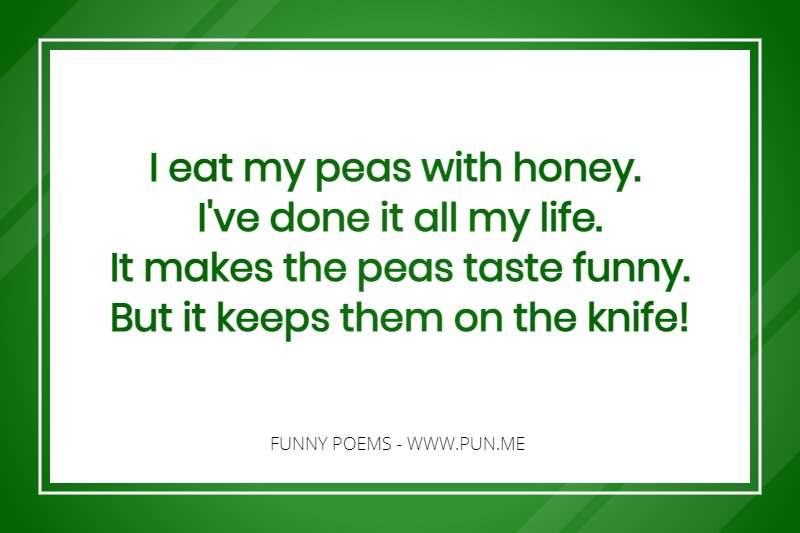 I eat my peas with honey.
I've done it all my life.
It makes the peas taste funny.
But it keeps them on the knife!
FUNNY POEMS - WWW.PUN.ME